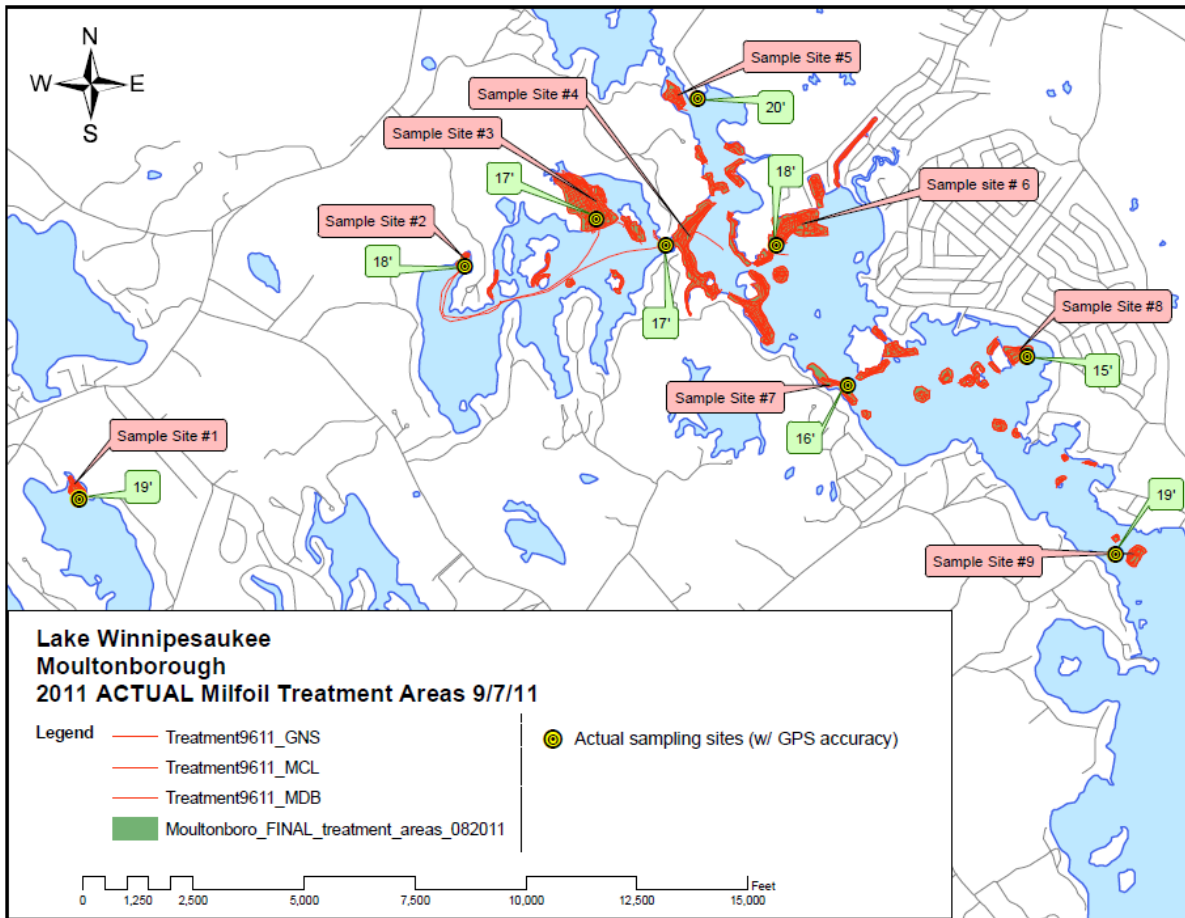 N
W E
S
Sample Site #5
Sample Site #4
20'
Sample Site #3
17'
18'
Sample site # 6
Sample Site #2
18'
17'
Sample Site #8
15'
Sample Site #7
16'
Sample Site #1
19'
19'
Sample Site #9
Lake Winnipesaukee
Moultonborough
2011 ACTUAL Milfoil Treatment Areas 9/7/11
Legend
Treatment9611_GNS
Treatment9611_MCL
Treatment9611_MDB
Moultonboro_FINAL_treatment_areas_082011
Actual sampling sites (w/ GPS accuracy)
Feet
0 1,250 2,500 5,000 7,500 10,000 12,500 15,000